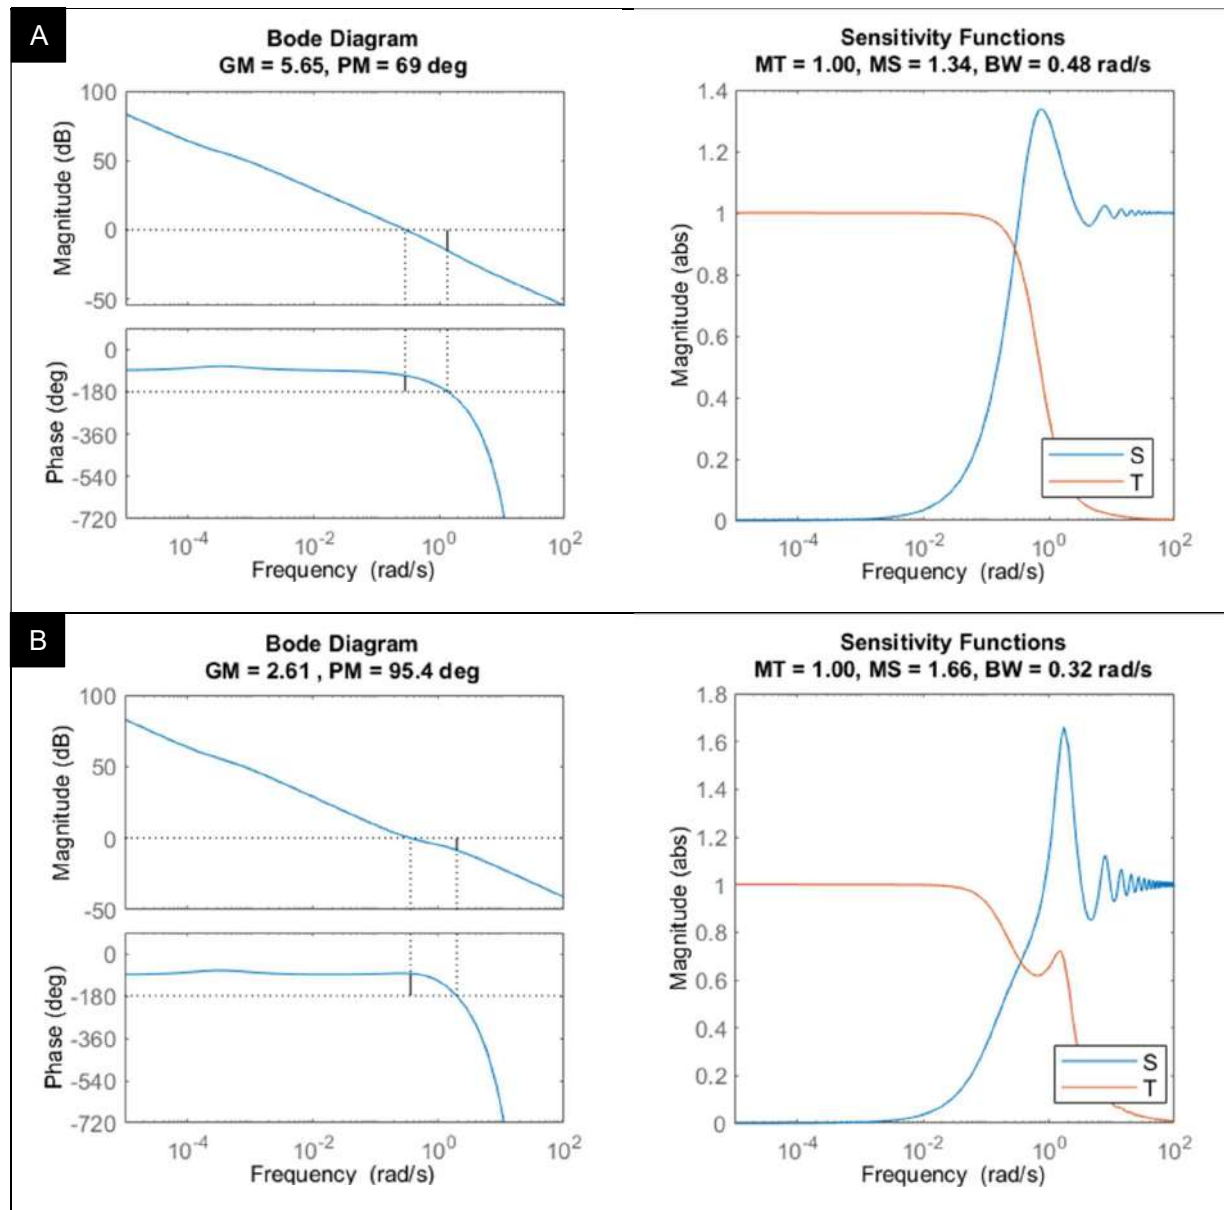 A
Bode Diagram
GM = 5.65, PM = 69 deg
Magnitude (dB)
100
50
0
-50
Phase (deg)
0
-180
-360
-540
-720
10^-4
10^-2
10^0
10^2
Frequency (rad/s)
Sensitivity Functions
MT = 1.00, MS = 1.34, BW = 0.48 rad/s
Magnitude (abs)
1.4
1.2
1
0.8
0.6
0.4
0.2
0
S
T
10^-4
10^-2
10^0
10^2
Frequency (rad/s)
B
Bode Diagram
GM = 2.61 , PM = 95.4 deg
Magnitude (dB)
100
50
0
-50
Phase (deg)
0
-180
-360
-540
-720
10^-4
10^-2
10^0
10^2
Frequency (rad/s)
Sensitivity Functions
MT = 1.00, MS = 1.66, BW = 0.32 rad/s
Magnitude (abs)
1.8
1.6
1.4
1.2
1
0.8
0.6
0.4
0.2
0
S
T
10^-4
10^-2
10^0
10^2
Frequency (rad/s)